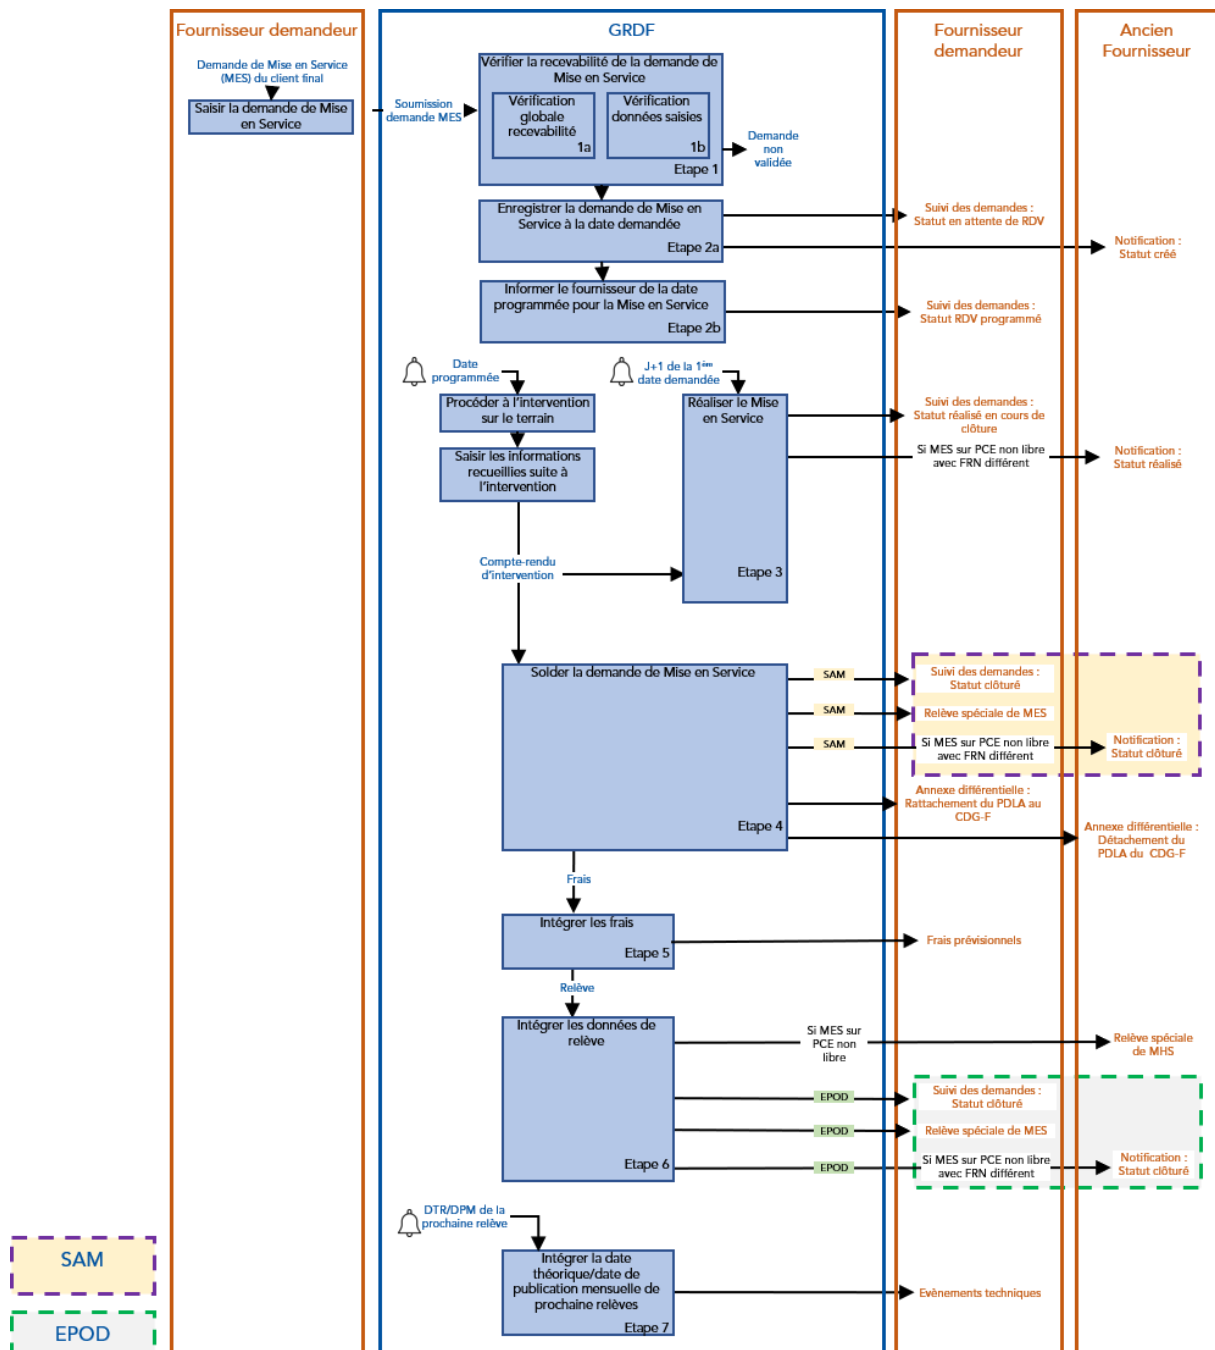 Fournisseur demandeur
GRDF
Fournisseur
demandeur
Ancien
Fournisseur
Demande de Mise en Service
(MES) du client final
Saisir la demande de Mise
en Service
Soumission
demande MES
Vérifier la recevabilité de la demande de
Mise en Service
Vérification
globale
recevabilité
1a
Vérification
données saisies
1b
Etape 1
Demande
non
validée
Enregistrer la demande de Mise en
Service à la date demandée
Etape 2a
Suivi des demandes :
Statut en attente de RDV
Notification :
Statut créé
Informer le fournisseur de la date
programmée pour la Mise en Service
Etape 2b
Suivi des demandes :
Statut RDV programmé
Date
programmée
J+1 de la 1ère
date demandée
Procéder à l'intervention
sur le terrain
Saisir les informations
recueillies suite à
l'intervention
Réaliser le Mise
en Service
Etape 3
Suivi des demandes :
Statut réalisé en cours de
clôture
Si MES sur PCE non libre
avec FRN différent
Notification :
Statut réalisé
Compte-rendu
d'intervention
Solder la demande de Mise en Service
Etape 4
SAM
Suivi des demandes :
Statut clôturé
SAM
Relève spéciale de MES
SAM
Si MES sur PCE non libre
avec FRN différent
Notification :
Statut clôturé
Annexe différentielle :
Rattachement du PDLA au
CDG-F
Annexe différentielle :
Détachement du
PDLA du CDG-F
Frais
Intégrer les frais
Etape 5
Frais prévisionnels
Relève
Intégrer les données de
relève
Etape 6
Si MES sur
PCE non
libre
Relève spéciale
de MHS
EPOD
Suivi des demandes :
Statut clôturé
EPOD
Relève spéciale de MES
EPOD
Si MES sur PCE non libre
avec FRN différent
Notification :
Statut clôturé
DTR/DPM de la
prochaine relève
Intégrer la date
théorique/date de
publication mensuelle de
prochaine relèves
Etape 7
Evènements techniques
SAM
EPOD